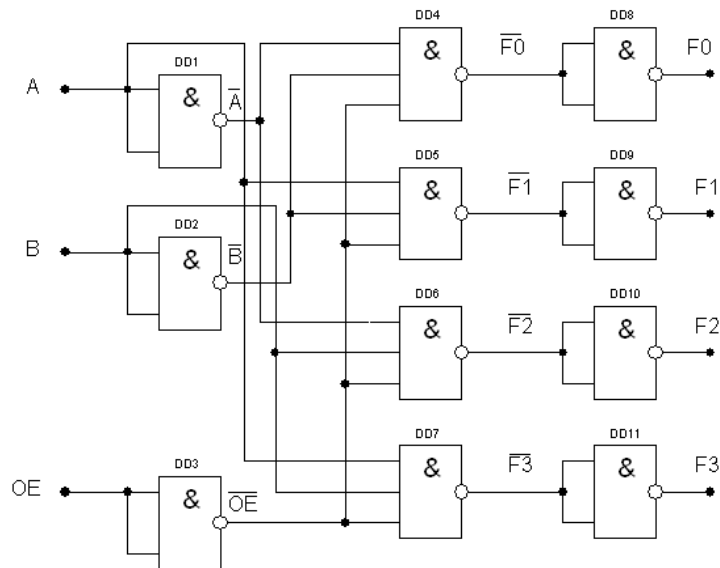 DD4
DD8
&
F0
&
F0
A
DD1
&
A
DD5
DD9
&
F1
&
F1
B
DD2
&
B
DD6
DD10
&
F2
&
F2
DD7
DD11
&
F3
&
F3
OE
DD3
&
OE